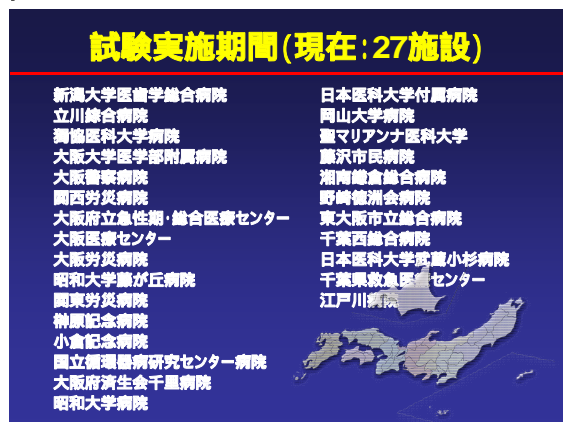 試験実施期間(現在:27施設)
新潟大学医歯学総合病院
立川綜合病院
獨協医科大学病院
大阪大学医学部附属病院
大阪警察病院
関西労災病院
大阪府立急性期・総合医療センター
大阪医療センター
大阪労災病院
昭和大学藤が丘病院
関東労災病院
榊原記念病院
小倉記念病院
国立循環器病研究センター病院
大阪府済生会千里病院
昭和大学病院
日本医科大学付属病院
岡山大学病院
聖マリアンナ医科大学
藤沢市民病院
湘南鎌倉総合病院
野崎徳洲会病院
東大阪市立総合病院
千葉西総合病院
日本医科大学武蔵小杉病院
千葉県救急医療センター
江戸川病院